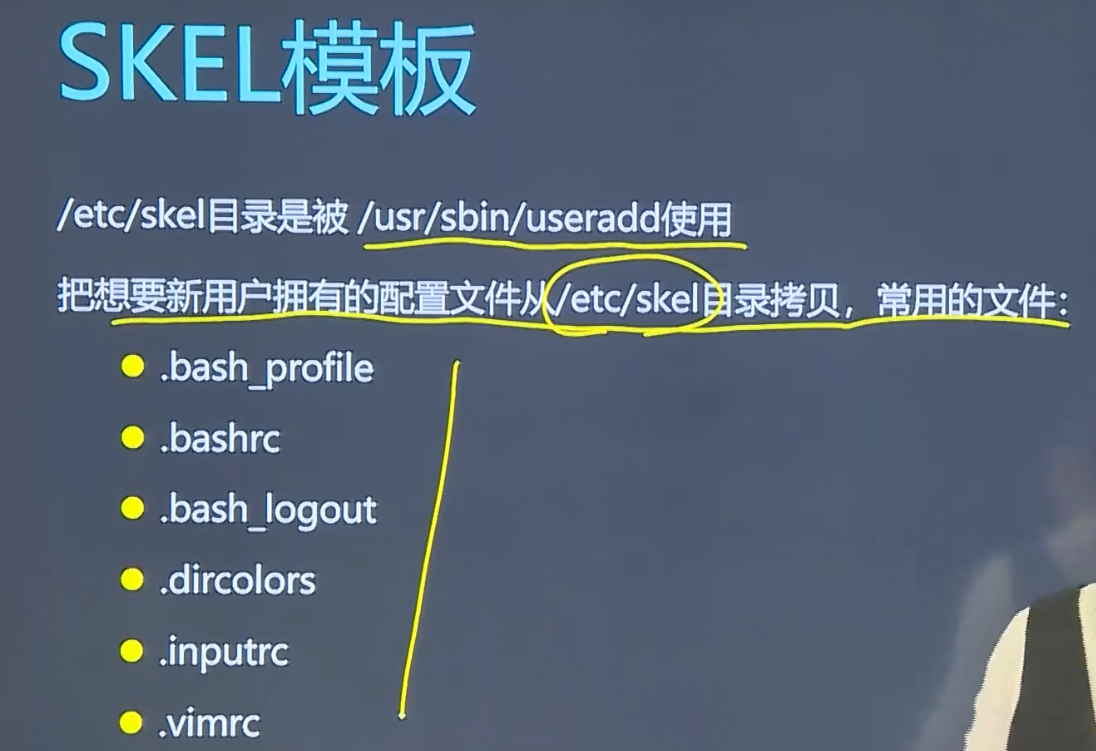 SKEL模板
/etc/skel目录是被 /usr/sbin/useradd使用
把想要新用户拥有的配置文件从/etc/skel目录拷贝，常用的文件：
.bash_profile
.bashrc
.bash_logout
.dircolors
.inputrc
.vimrc